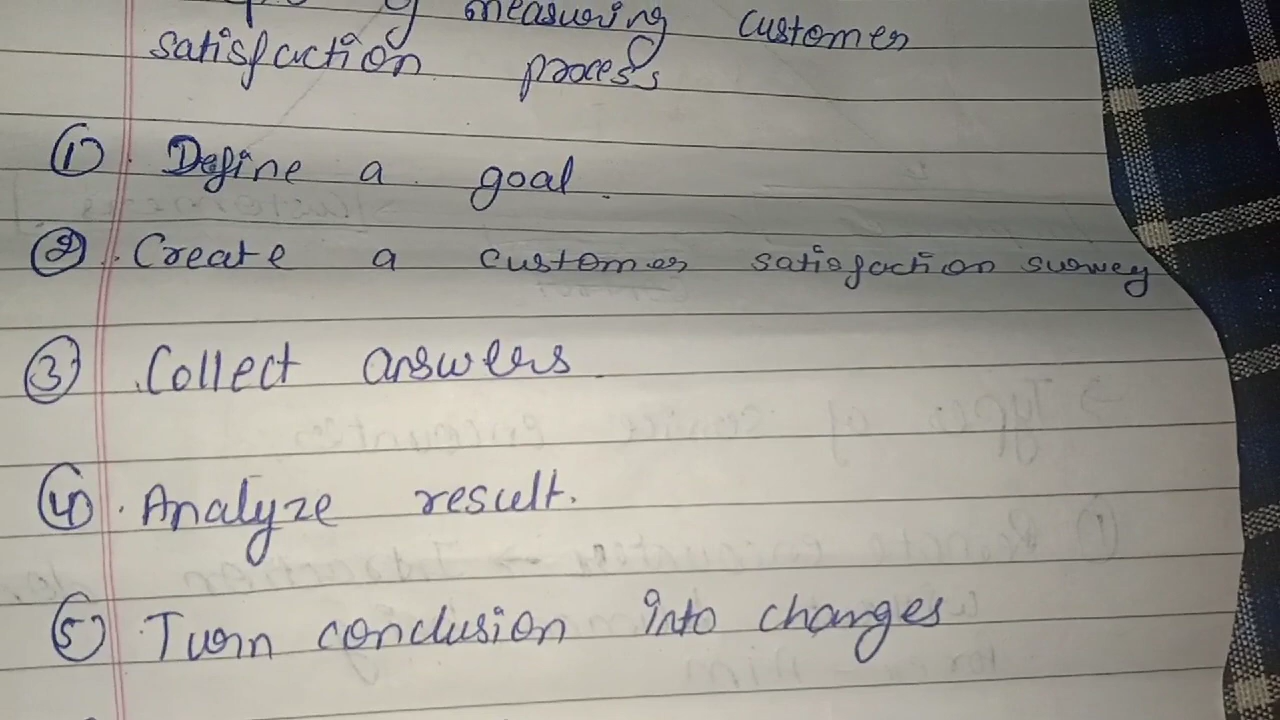 of measuring customer
satisfaction process
① Define a goal.
② Create a customer satisfaction survey
③ Collect answers.
④ Analyze result.
⑤ Turn conclusion into changes